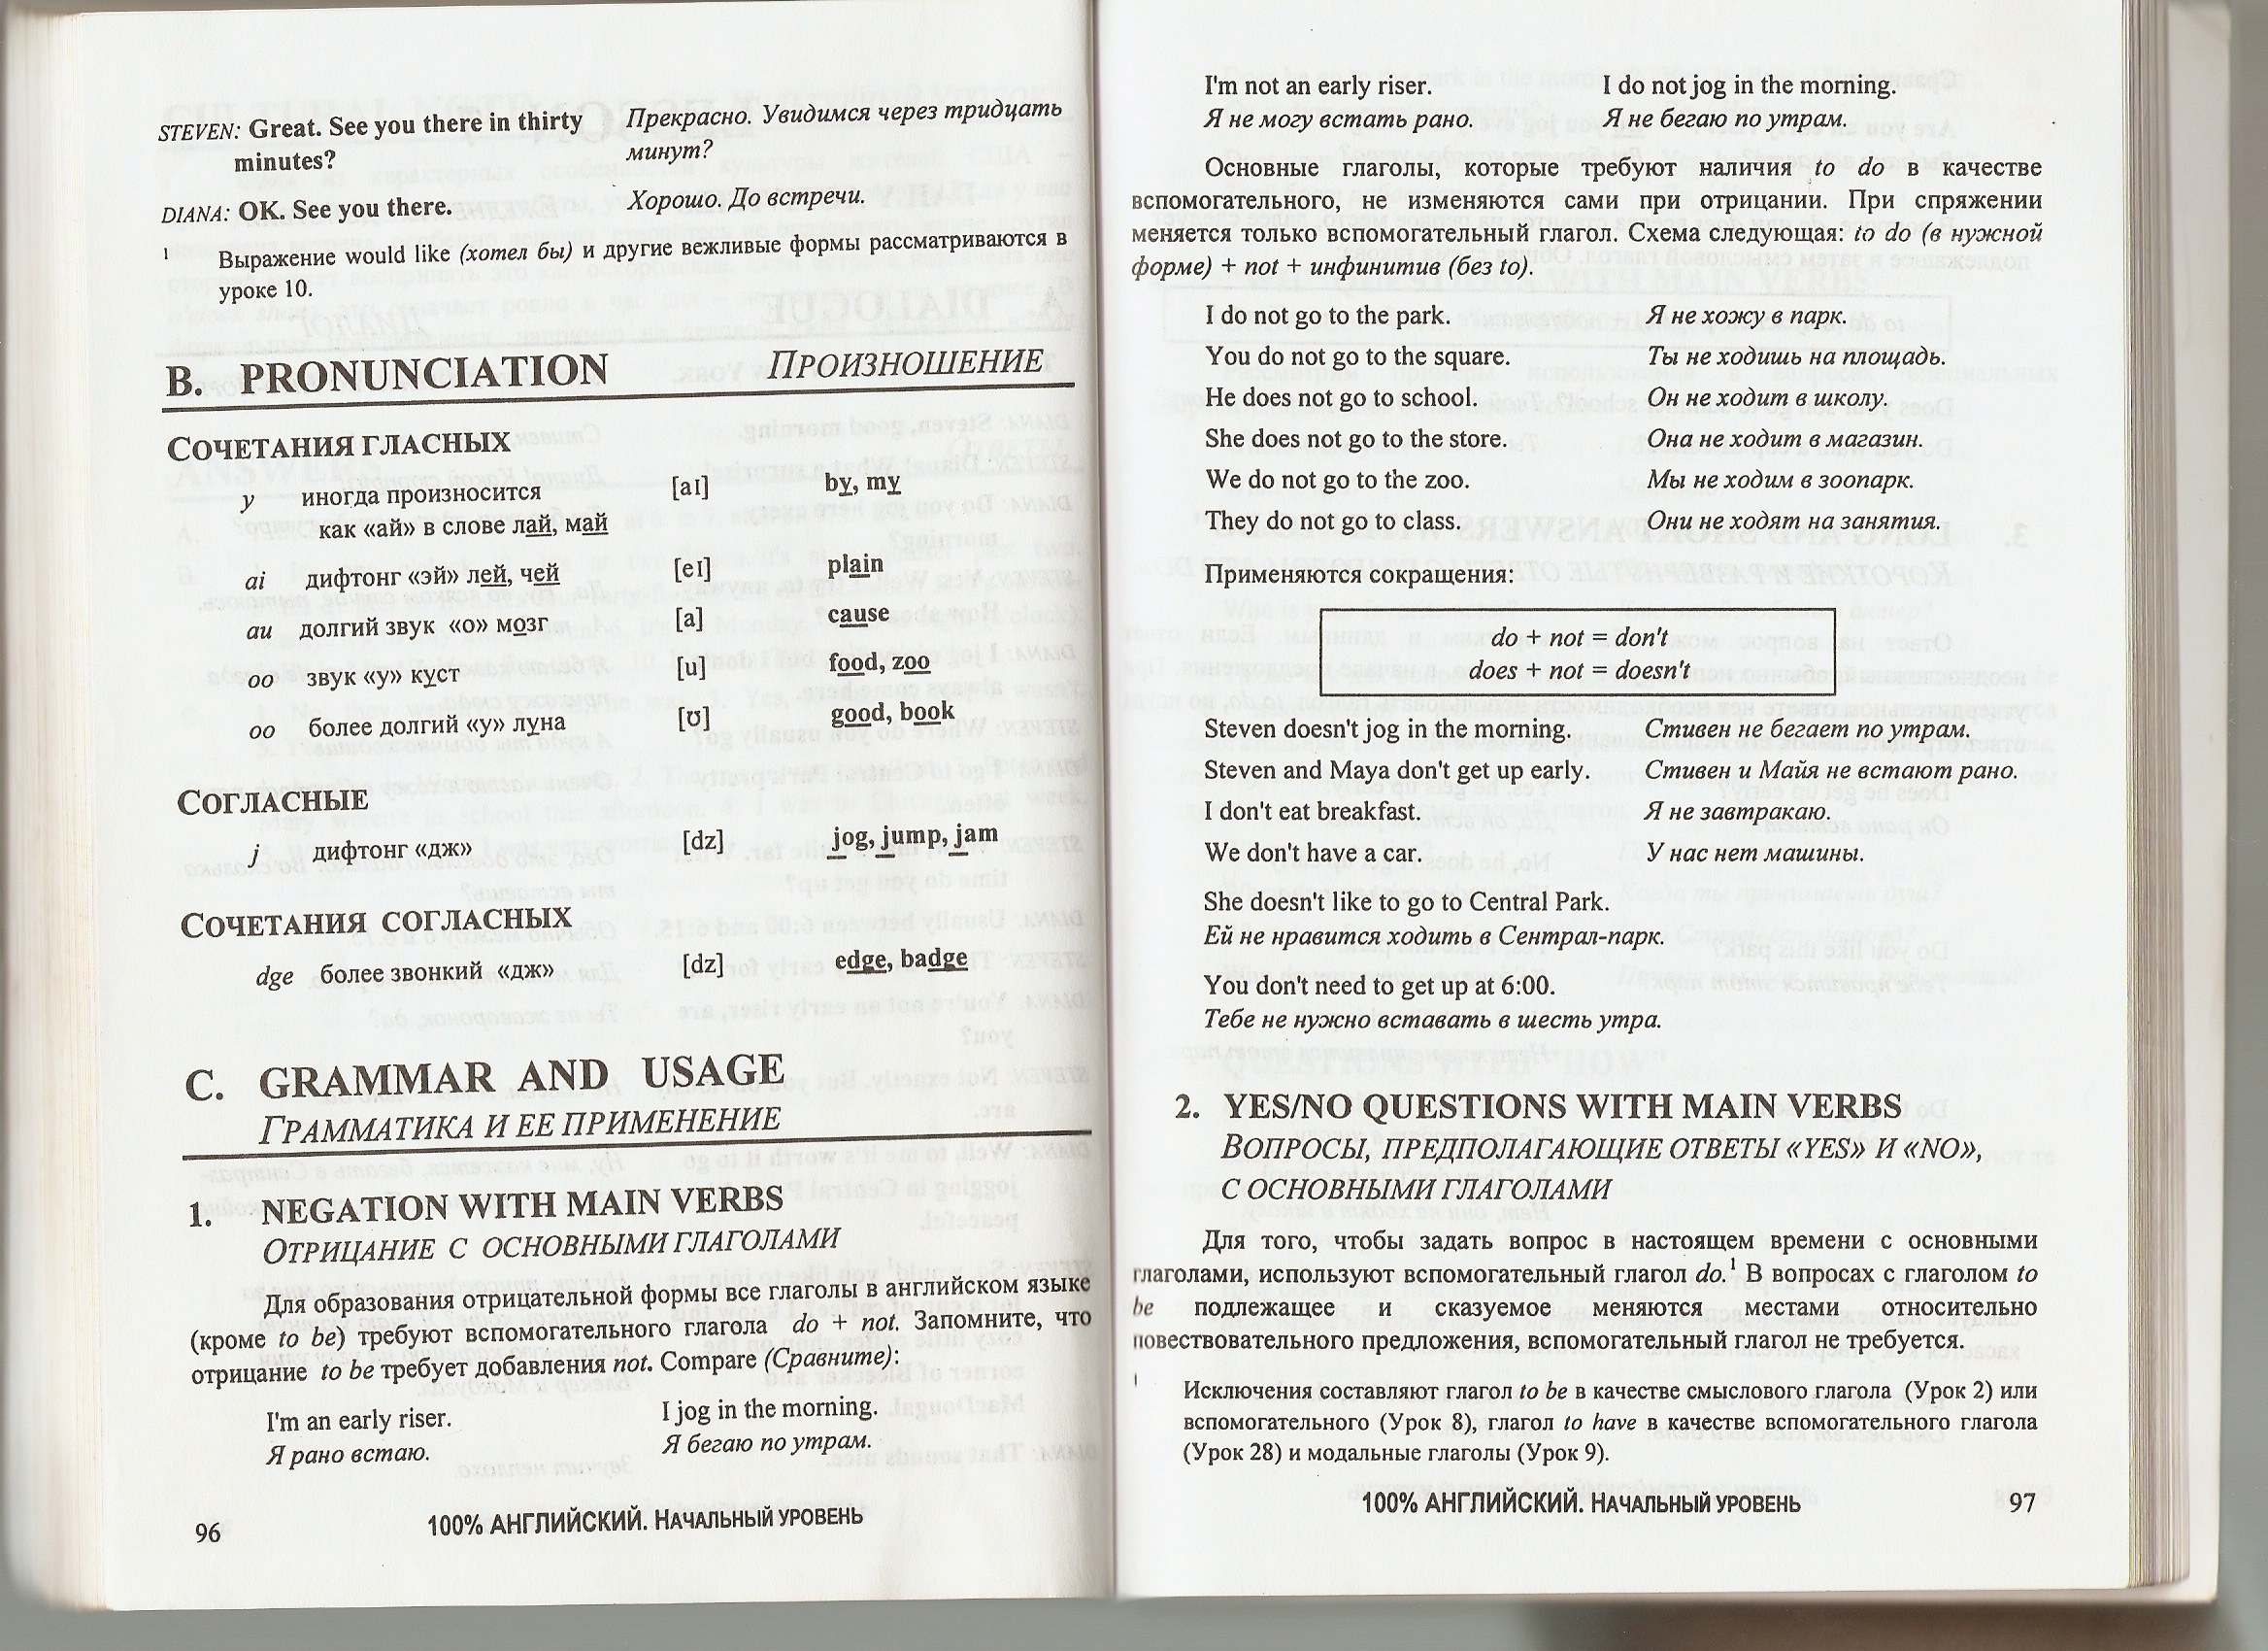 STEVEN: Great. See you there in thirty minutes?
Прекрасно. Увидимся через тридцать минут?
DIANA: OK. See you there.
Хорошо. До встречи.
1 Выражение would like (хотел бы) и другие вежливые формы рассматриваются в
уроке 10.
B. PRONUNCIATION ПРОИЗНОШЕНИЕ
СОЧЕТАНИЯ ГЛАСНЫХ
y иногда произносится [aɪ] by, my
как «ай» в слове лай, май
ai дифтонг «эй» лей, чей [eɪ] plain
au долгий звук «о» мозг [a] cause
oo звук «у» куст [u] food, zoo
oo более долгий «у» луна [ʊ] good, book
СОГЛАСНЫЕ
j дифтонг «дж» [dz] jog, jump, jam
СОЧЕТАНИЯ СОГЛАСНЫХ
dge более звонкий «дж» [dz] edge, badge
C. GRAMMAR AND USAGE
ГРАММАТИКА И ЕЕ ПРИМЕНЕНИЕ
1. NEGATION WITH MAIN VERBS
ОТРИЦАНИЕ С ОСНОВНЫМИ ГЛАГОЛАМИ
Для образования отрицательной формы все глаголы в английском языке
(кроме to be) требуют вспомогательного глагола do + not. Запомните, что
отрицание to be требует добавления not. Compare (Сравните):
I'm an early riser. I jog in the morning.
Я рано встаю. Я бегаю по утрам.
96 100% АНГЛИЙСКИЙ. НАЧАЛЬНЫЙ УРОВЕНЬ
I'm not an early riser. I do not jog in the morning.
Я не могу встать рано. Я не бегаю по утрам.
Основные глаголы, которые требуют наличия to do в качестве
вспомогательного, не изменяются сами при отрицании. При спряжении
меняется только вспомогательный глагол. Схема следующая: to do (в нужной
форме) + not + инфинитив (без to).
I do not go to the park. Я не хожу в парк.
You do not go to the square. Ты не ходишь на площадь.
He does not go to school. Он не ходит в школу.
She does not go to the store. Она не ходит в магазин.
We do not go to the zoo. Мы не ходим в зоопарк.
They do not go to class. Они не ходят на занятия.
Применяются сокращения:
do + not = don't
does + not = doesn't
Steven doesn't jog in the morning. Стивен не бегает по утрам.
Steven and Maya don't get up early. Стивен и Майя не встают рано.
I don't eat breakfast. Я не завтракаю.
We don't have a car. У нас нет машины.
She doesn't like to go to Central Park.
Ей не нравится ходить в Сентрал-парк.
You don't need to get up at 6:00.
Тебе не нужно вставать в шесть утра.
2. YES/NO QUESTIONS WITH MAIN VERBS
ВОПРОСЫ, ПРЕДПОЛАГАЮЩИЕ ОТВЕТЫ «YES» И «NO»,
С ОСНОВНЫМИ ГЛАГОЛАМИ
Для того, чтобы задать вопрос в настоящем времени с основными
глаголами, используют вспомогательный глагол do.1 В вопросах с глаголом to
be подлежащее и сказуемое меняются местами относительно
повествовательного предложения, вспомогательный глагол не требуется.
1 Исключения составляют глагол to be в качестве смыслового глагола (Урок 2) или
вспомогательного (Урок 8), глагол to have в качестве вспомогательного глагола
(Урок 28) и модальные глаголы (Урок 9).
100% АНГЛИЙСКИЙ. НАЧАЛЬНЫЙ УРОВЕНЬ 97